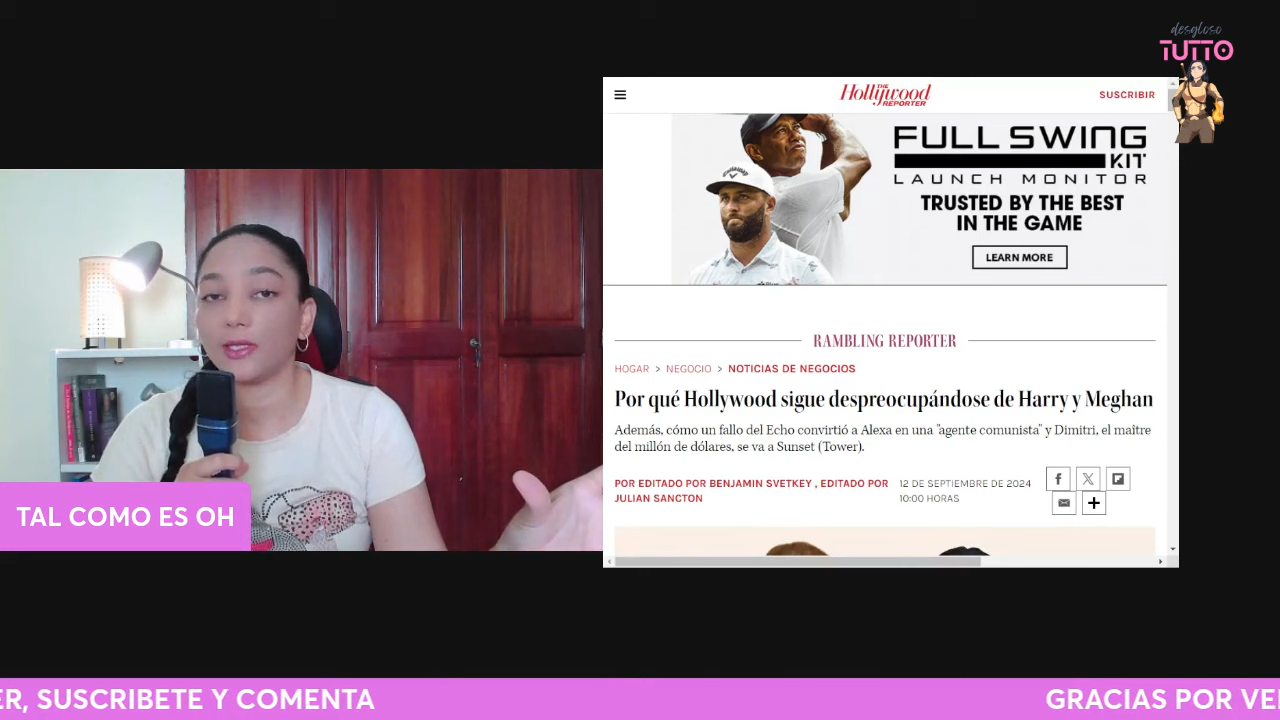 desgloso
TUTTO
THE
Hollywood
REPORTER
SUSCRIBIR
Callaway
FULL SWING
KIT
LAUNCH MONITOR
TRUSTED BY THE BEST
IN THE GAME
LEARN MORE
RAMBLING REPORTER
HOGAR > NEGOCIO > NOTICIAS DE NEGOCIOS
Por qué Hollywood sigue despreocupándose de Harry y Meghan
Además, cómo un fallo del Echo convirtió a Alexa en una "agente comunista" y Dimitri, el maître
del millón de dólares, se va a Sunset (Tower).
POR EDITADO POR BENJAMIN SVETKEY , EDITADO POR
JULIAN SANCTON
12 DE SEPTIEMBRE DE 2024
10:00 HORAS
TAL COMO ES OH
ER, SUSCRIBETE Y COMENTA
GRACIAS POR VE